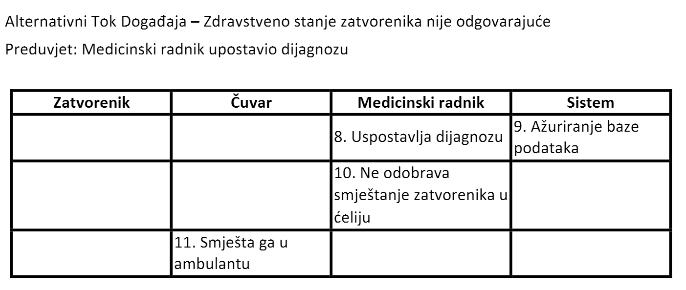 Alternativni Tok Događaja – Zdravstveno stanje zatvorenika nije odgovarajuće
Preduvjet: Medicinski radnik upostavio dijagnozu
Zatvorenik Čuvar Medicinski radnik Sistem
8. Uspostavlja dijagnozu
9. Ažuriranje baze
podataka
10. Ne odobrava
smještanje zatvorenika u
ćeliju
11. Smješta ga u
ambulantu